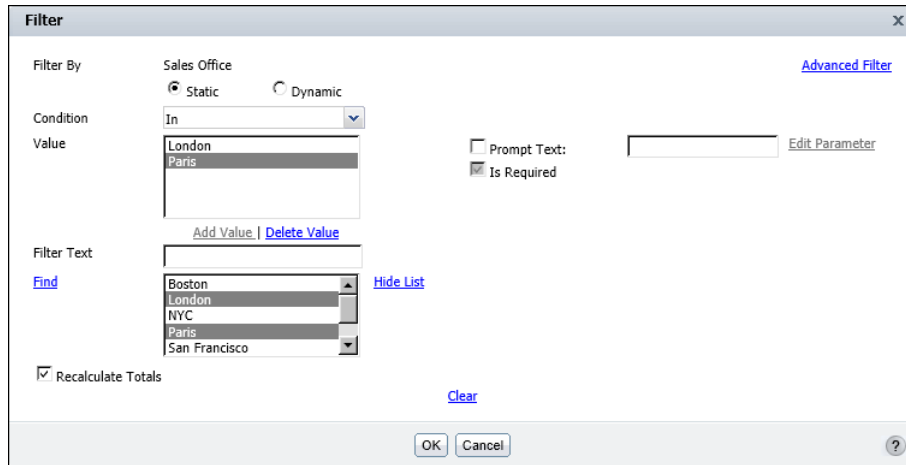 Filter x
Filter By Sales Office Advanced Filter
Static Dynamic
Condition In
Value London
Paris
Prompt Text: Edit Parameter
Is Required
Add Value | Delete Value
Filter Text
Find Boston Hide List
London
NYC
Paris
San Francisco
Recalculate Totals
Clear
OK Cancel ?